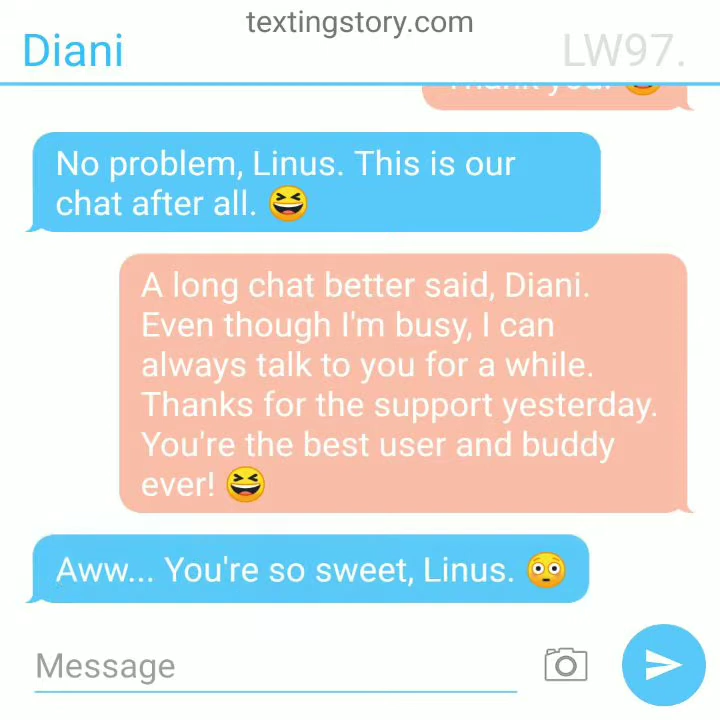 textingstory.com
Diani
LW97.
Thank you! 
No problem, Linus. This is our
chat after all. 😆
A long chat better said, Diani.
Even though I'm busy, I can
always talk to you for a while.
Thanks for the support yesterday.
You're the best user and buddy
ever! 😆
Aww... You're so sweet, Linus. 😳
Message